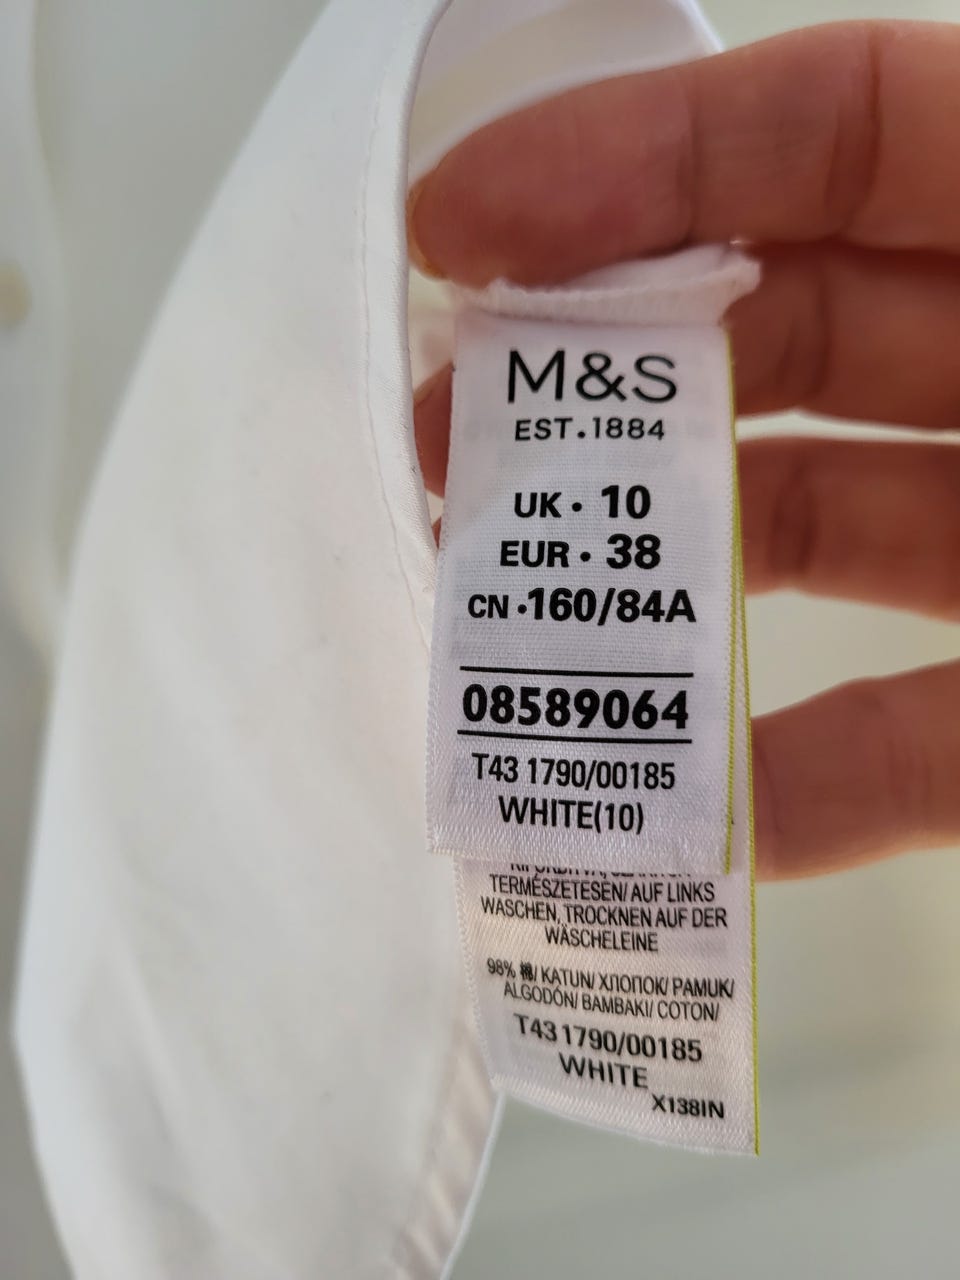 M&S
EST.1884
UK · 10
EUR · 38
CN ·160/84A
08589064
T43 1790/00185
WHITE(10)
TERMÉSZETESEN/ AUF LINKS
WASCHEN, TROCKNEN AUF DER
WÄSCHELEINE
98% 棉/ KATUN/ ХЛОПОК/ PAMUK/
ALGODÓN/ BAMBAKI/ COTON/
T43 1790/00185
WHITE
X138IN